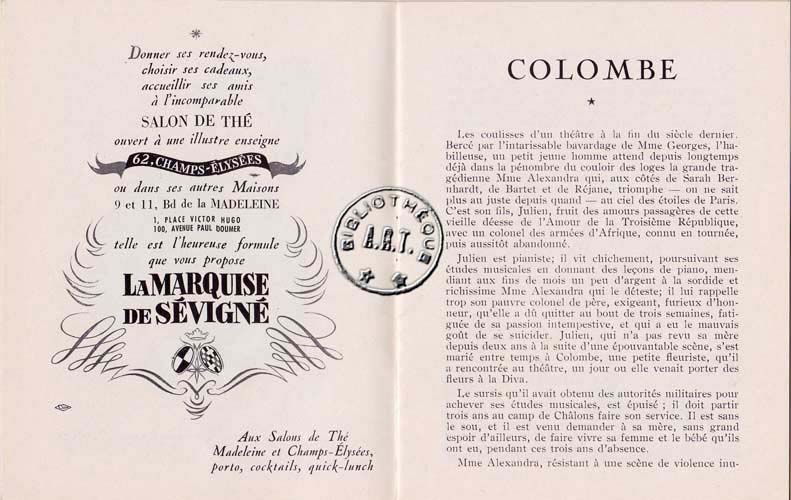 Donner ses rendez-vous,
choisir ses cadeaux,
accueillir ses amis
à l'incomparable
SALON DE THÉ
ouvert à une illustre enseigne
62, CHAMPS-ÉLYSÉES
ou dans ses autres Maisons
9 et 11, Bd de la MADELEINE
1, PLACE VICTOR HUGO
100, AVENUE PAUL DOUMER
telle est l'heureuse formule
que vous propose
LA MARQUISE
DE SÉVIGNÉ
Aux Salons de Thé
Madeleine et Champs-Élysées,
porto, cocktails, quick-lunch
BIBLIOTHÈQUE
A.R.T.
COLOMBE
Les coulisses d'un théâtre à la fin du siècle dernier.
Bercé par l'intarissable bavardage de Mme Georges, l'ha-
billeuse, un petit jeune homme attend depuis longtemps
déjà dans la pénombre du couloir des loges la grande tra-
gédienne Mme Alexandra qui, aux côtés de Sarah Ber-
nhardt, de Bartet et de Réjane, triomphe — on ne sait
plus au juste depuis quand — au ciel des étoiles de Paris.
C'est son fils, Julien, fruit des amours passagères de cette
vieille déesse de l'Amour de la Troisième République,
avec un colonel des armées d'Afrique, connu en tournée,
puis aussitôt abandonné.
Julien est pianiste; il vit chichement, poursuivant ses
études musicales en donnant des leçons de piano, men-
diant aux fins de mois un peu d'argent à la sordide et
richissime Mme Alexandra qui le déteste; il lui rappelle
trop son pauvre colonel de père, exigeant, furieux d'hon-
neur, qu'elle a dû quitter au bout de trois semaines, fati-
guée de sa passion intempestive, et qui a eu le mauvais
goût de se suicider. Julien, qui n'a pas revu sa mère
depuis deux ans à la suite d'une épouvantable scène, s'est
marié entre temps à Colombe, une petite fleuriste, qu'il
a rencontrée au théâtre, un jour ou elle venait porter des
fleurs à la Diva.
Le sursis qu'il avait obtenu des autorités militaires pour
achever ses études musicales, est épuisé; il doit partir
trois ans au camp de Châlons faire son service. Il est sans
le sou, et il est venu demander à sa mère, sans grand
espoir d'ailleurs, de faire vivre sa femme et le bébé qu'ils
ont eu, pendant ces trois ans d'absence.
Mme Alexandra, résistant à une scène de violence inu-